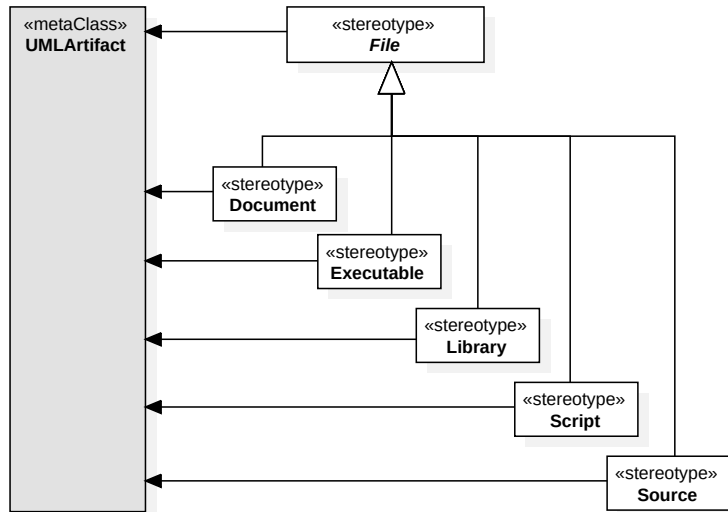 «metaClass»
UMLArtifact
«stereotype»
File
«stereotype»
Document
«stereotype»
Executable
«stereotype»
Library
«stereotype»
Script
«stereotype»
Source